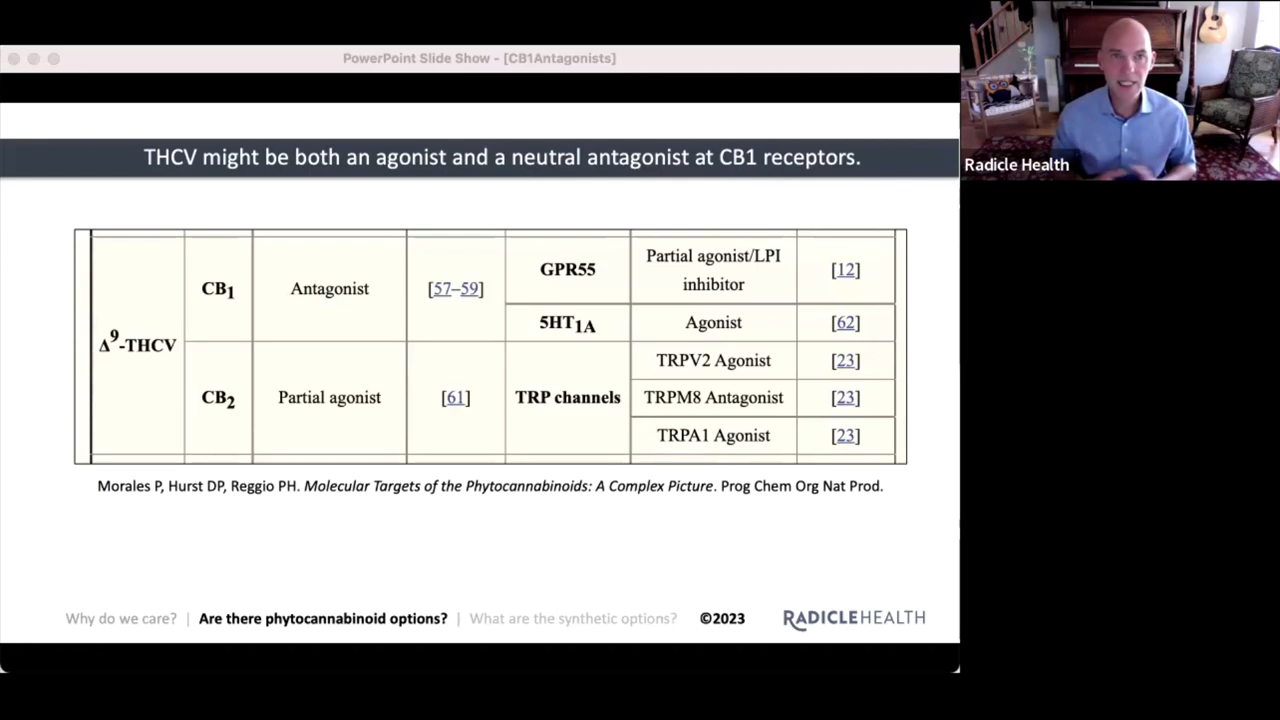 PowerPoint Slide Show - [CB1Antagonists]
Radicle Health
THCV might be both an agonist and a neutral antagonist at CB1 receptors.
Δ9-THCV
CB1
Antagonist
[57–59]
GPR55
Partial agonist/LPI
inhibitor
[12]
5HT1A
Agonist
[62]
CB2
Partial agonist
[61]
TRP channels
TRPV2 Agonist
[23]
TRPM8 Antagonist
[23]
TRPA1 Agonist
[23]
Morales P, Hurst DP, Reggio PH. Molecular Targets of the Phytocannabinoids: A Complex Picture. Prog Chem Org Nat Prod.
Why do we care? | Are there phytocannabinoid options? | What are the synthetic options? ©2023 RADICLEHEALTH